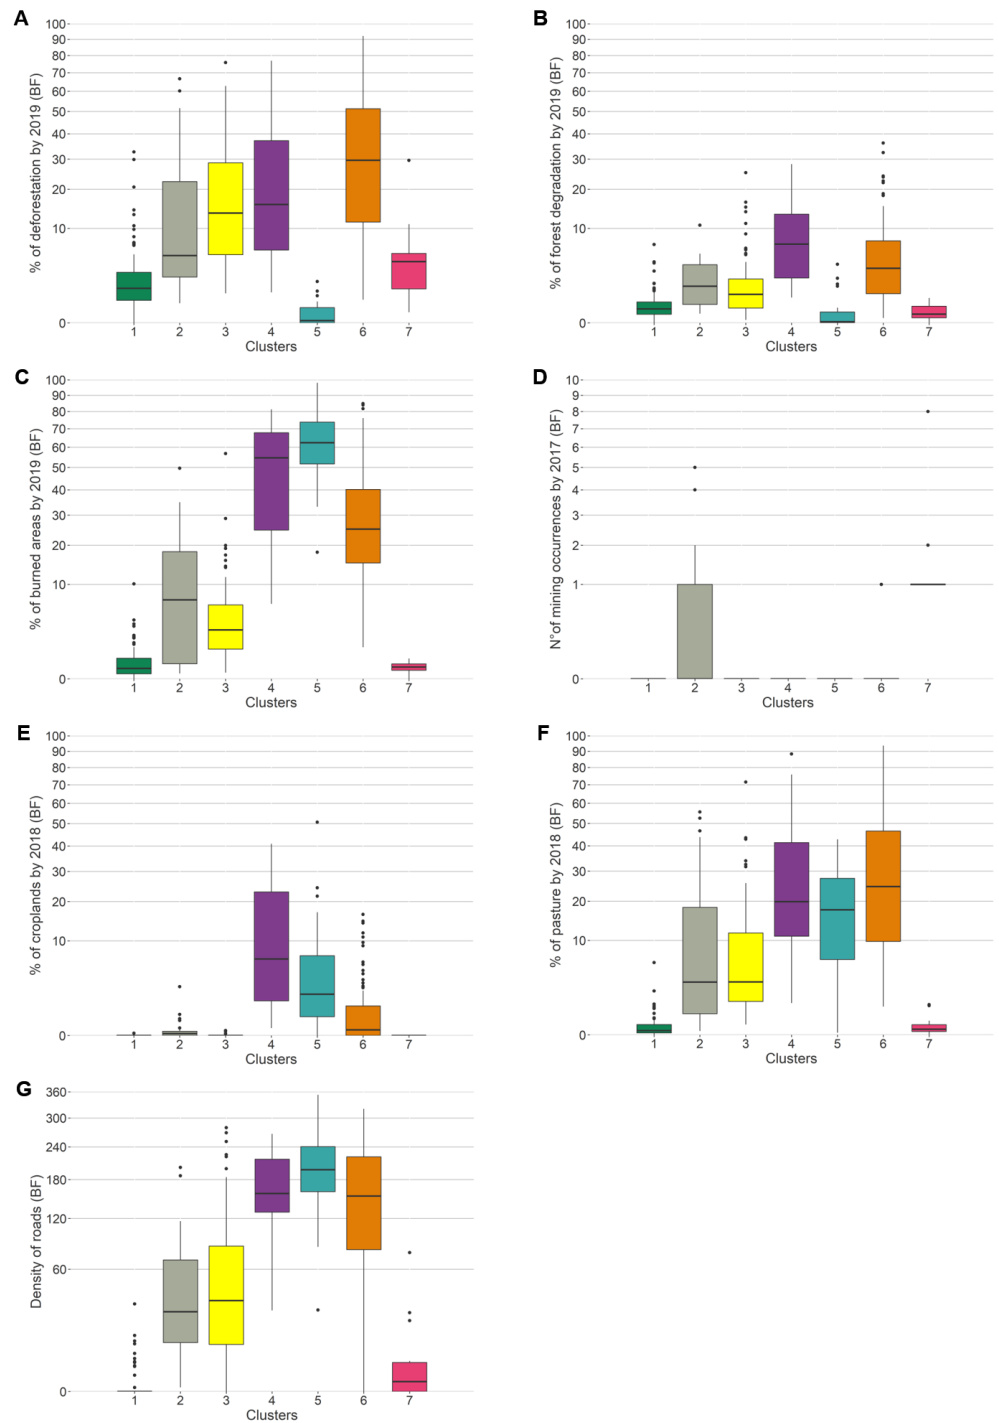 A
% of deforestation by 2019 (BF)
100
90
80
70
60
50
40
30
20
10
0
1 2 3 4 5 6 7
Clusters
B
% of forest degradation by 2019 (BF)
100
90
80
70
60
50
40
30
20
10
0
1 2 3 4 5 6 7
Clusters
C
% of burned areas by 2019 (BF)
100
90
80
70
60
50
40
30
20
10
0
1 2 3 4 5 6 7
Clusters
D
N°of mining occurrences by 2017 (BF)
10
9
8
7
6
5
4
3
2
1
0
1 2 3 4 5 6 7
Clusters
E
% of croplands by 2018 (BF)
100
90
80
70
60
50
40
30
20
10
0
1 2 3 4 5 6 7
Clusters
F
% of pasture by 2018 (BF)
100
90
80
70
60
50
40
30
20
10
0
1 2 3 4 5 6 7
Clusters
G
Density of roads (BF)
360
300
240
180
120
60
0
1 2 3 4 5 6 7
Clusters